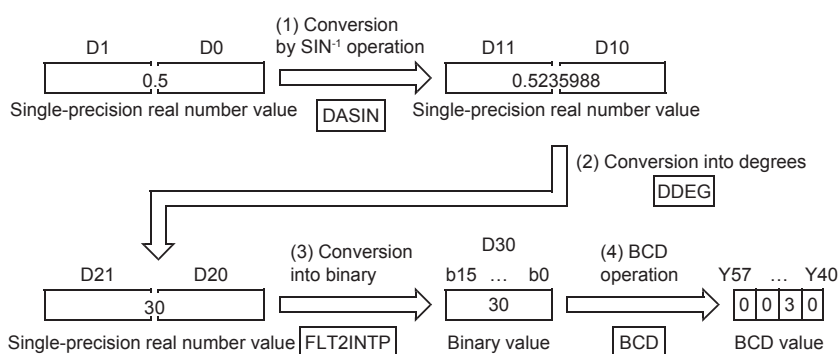 (1) Conversion
by SIN-1 operation
D1 D0 D11 D10
0.5 0.5235988
Single-precision real number value DASIN Single-precision real number value
(2) Conversion into degrees
DDEG
(3) Conversion
into binary
D30
(4) BCD
operation
D21 D20 b15 … b0 Y57 … Y40
30 30 0 0 3 0
Single-precision real number value FLT2INTP Binary value BCD BCD value